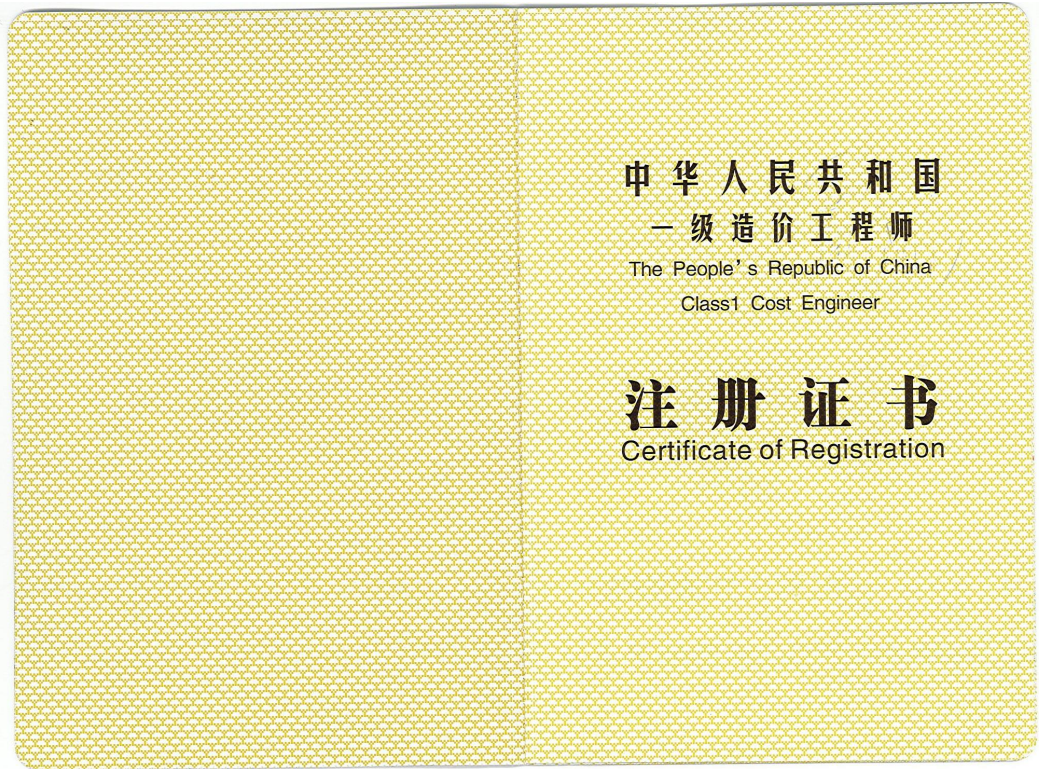 中华人民共和国
一级造价工程师
The People's Republic of China
Class1 Cost Engineer
注册证书
Certificate of Registration